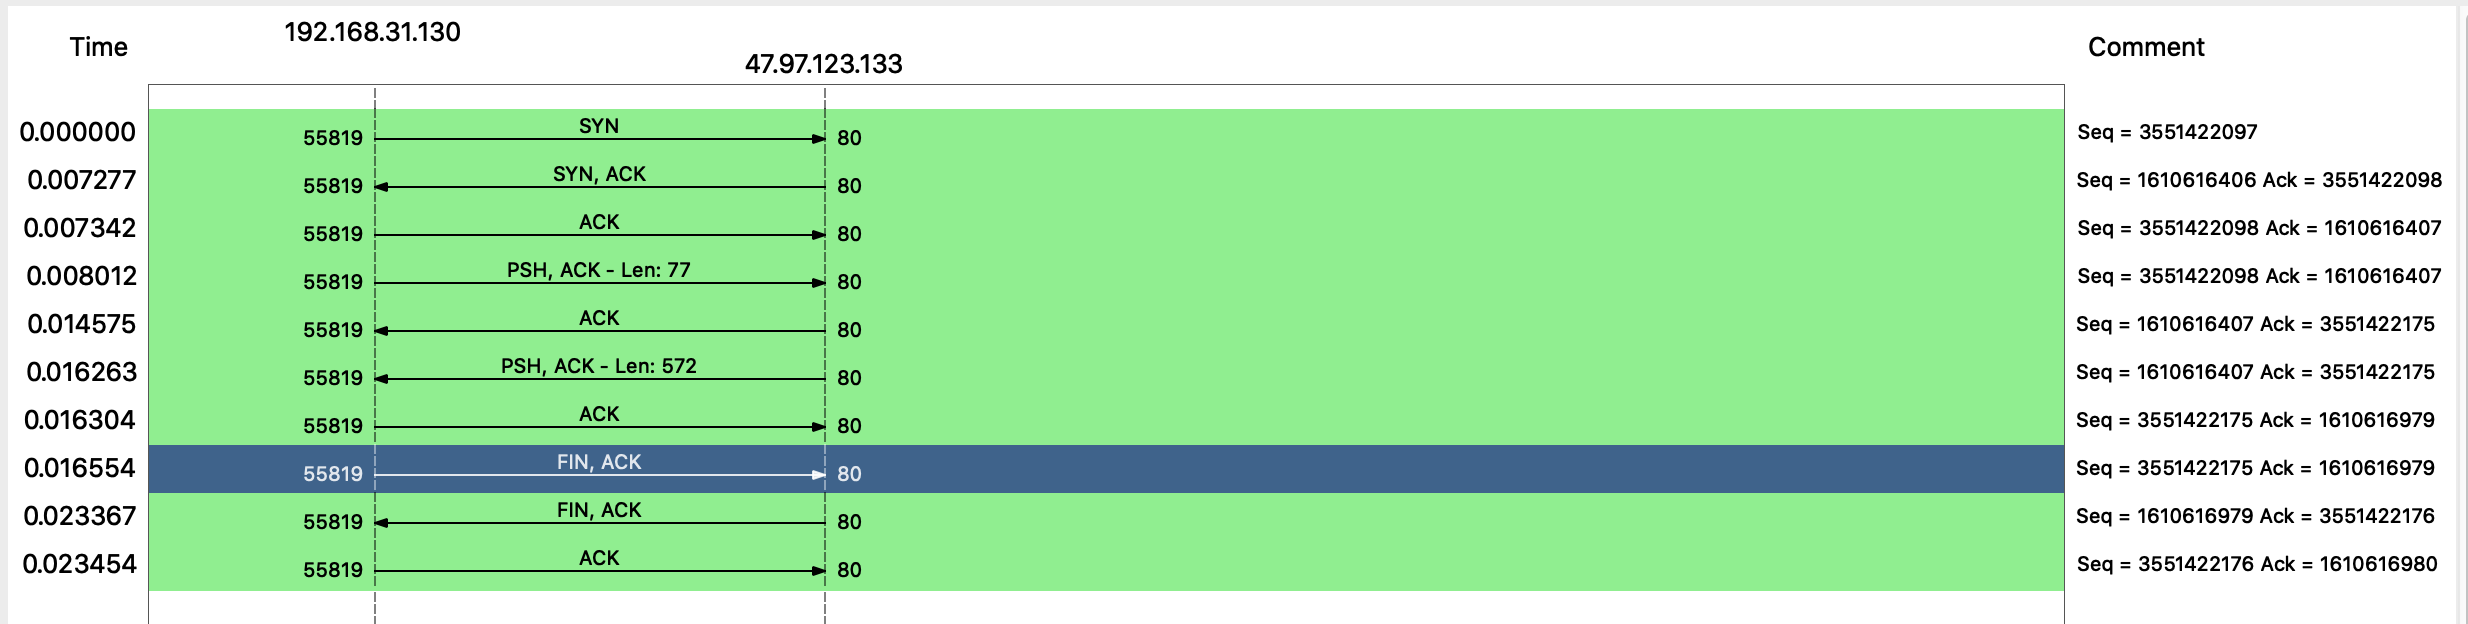 192.168.31.130
Time
Comment
47.97.123.133
0.000000 55819 SYN 80 Seq = 3551422097
0.007277 55819 SYN, ACK 80 Seq = 1610616406 Ack = 3551422098
0.007342 55819 ACK 80 Seq = 3551422098 Ack = 1610616407
0.008012 55819 PSH, ACK - Len: 77 80 Seq = 3551422098 Ack = 1610616407
0.014575 55819 ACK 80 Seq = 1610616407 Ack = 3551422175
0.016263 55819 PSH, ACK - Len: 572 80 Seq = 1610616407 Ack = 3551422175
0.016304 55819 ACK 80 Seq = 3551422175 Ack = 1610616979
0.016554 55819 FIN, ACK 80 Seq = 3551422175 Ack = 1610616979
0.023367 55819 FIN, ACK 80 Seq = 1610616979 Ack = 3551422176
0.023454 55819 ACK 80 Seq = 3551422176 Ack = 1610616980